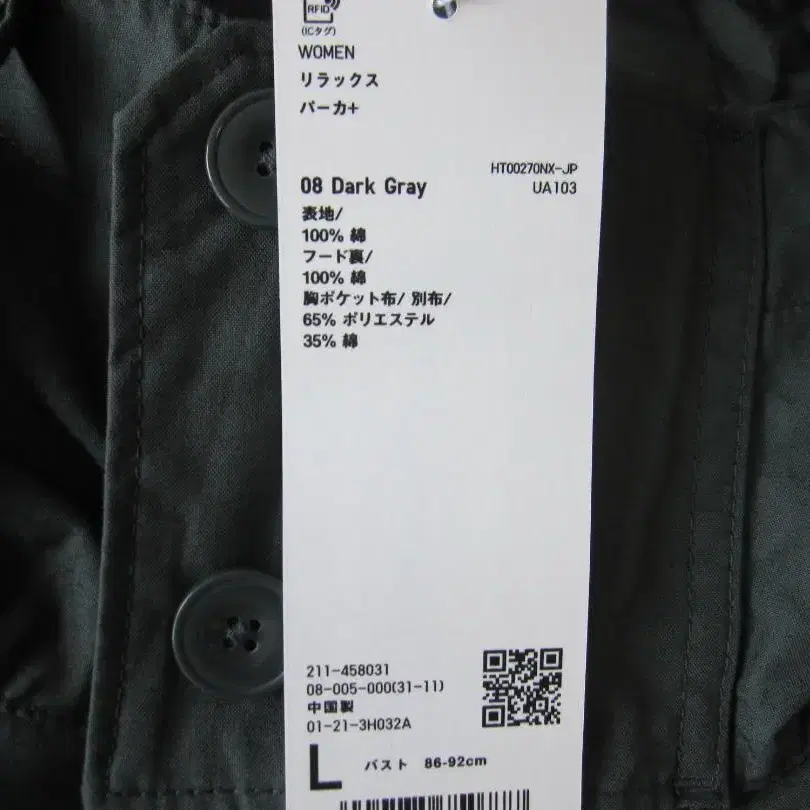 RFID
(ICタグ)
WOMEN
リラックス
パーカ+
HT00270NX-JP
08 Dark Gray
UA103
表地/
100% 綿
フード裏/
100% 綿
胸ポケット布/ 別布/
65% ポリエステル
35% 綿
211-458031
08-005-000(31-11)
中国製
01-21-3H032A
L バスト 86-92cm